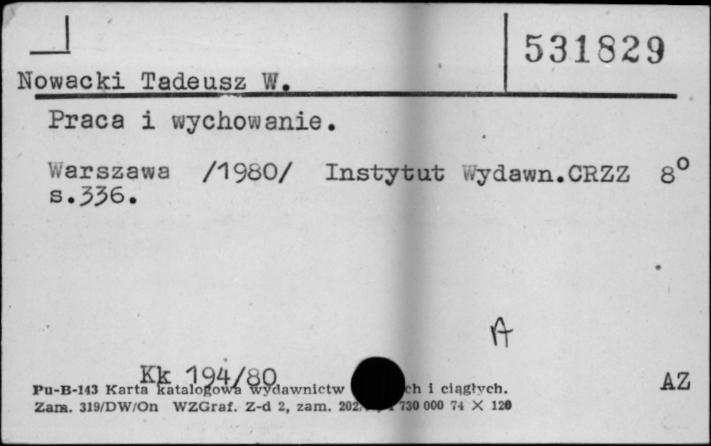 531829
Nowacki Tadeusz W.
Praca i wychowanie.
Warszawa /1980/ Instytut Wydawn.CRZZ 8°
s.336.
A
Kk 194/80
AZ
Pu-B-143 Karta katalogowa wydawnictw ch i ciągłych.
Zam. 319/DW/On WZGraf. Z-d 2, zam. 202 730 000 74 X 120